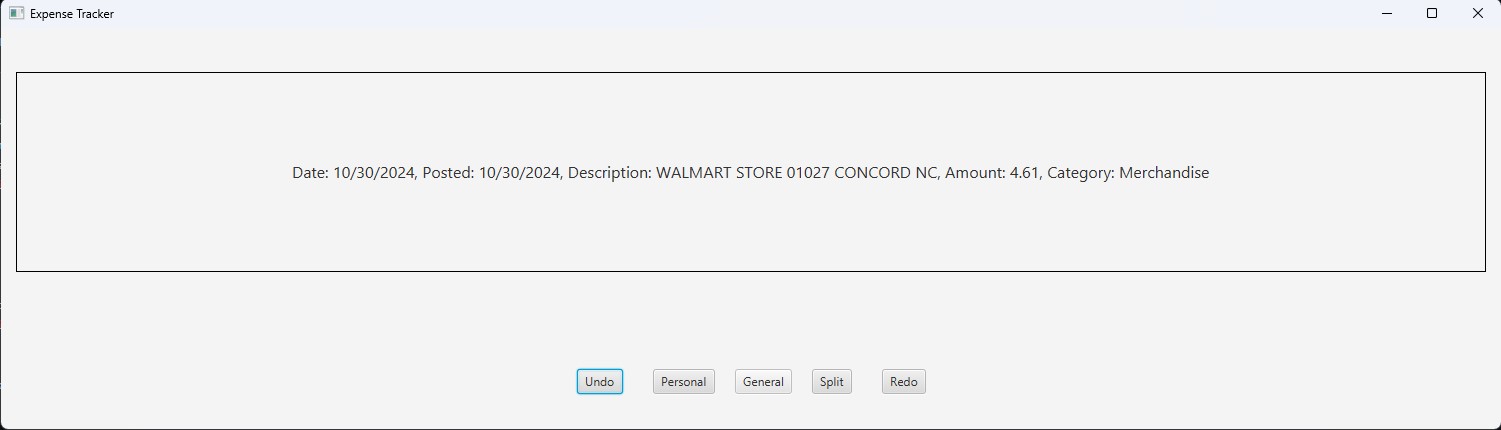 Expense Tracker
Date: 10/30/2024, Posted: 10/30/2024, Description: WALMART STORE 01027 CONCORD NC, Amount: 4.61, Category: Merchandise
Undo Personal General Split Redo